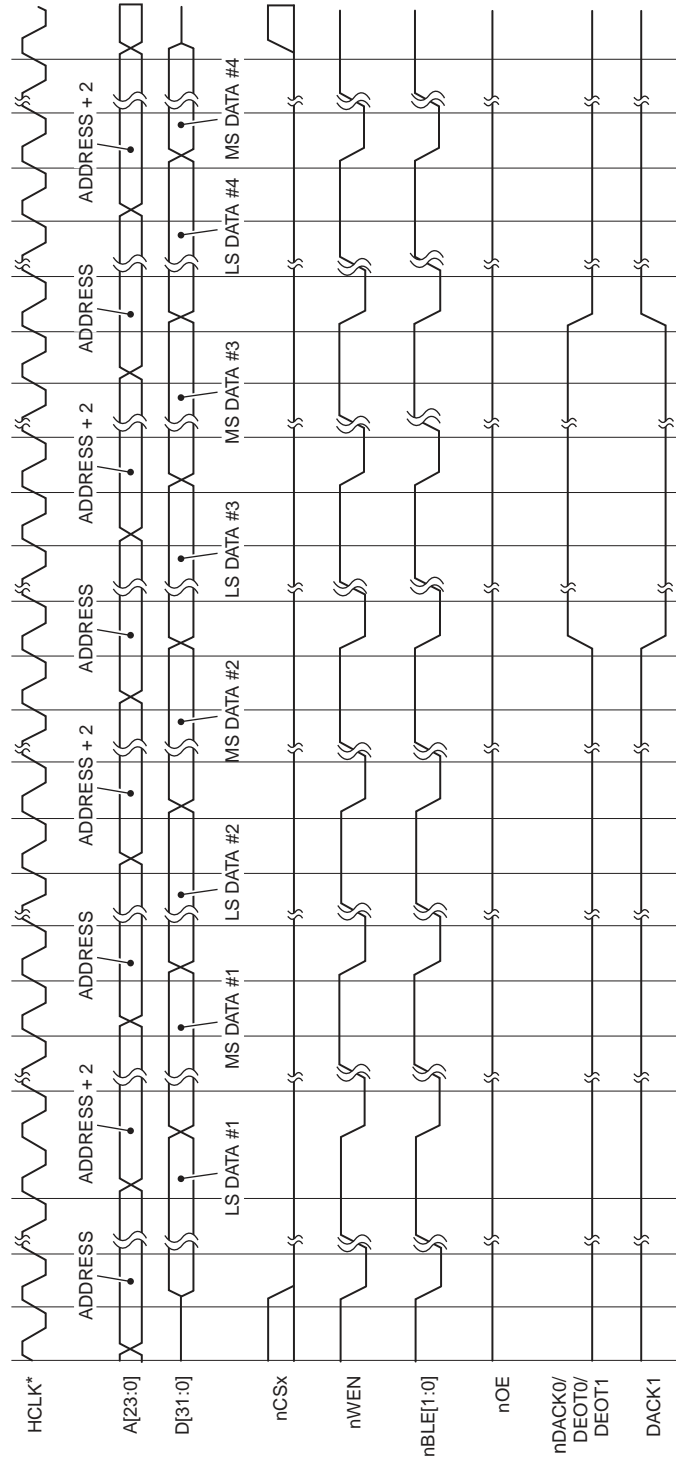 HCLK*
ADDRESS
ADDRESS + 2
ADDRESS
ADDRESS + 2
ADDRESS
ADDRESS + 2
ADDRESS
ADDRESS + 2
A[23:0]
D[31:0]
LS DATA #1
MS DATA #1
LS DATA #2
MS DATA #2
LS DATA #3
MS DATA #3
LS DATA #4
MS DATA #4
nCSx
nWEN
nBLE[1:0]
nOE
nDACK0/
DEOT0/
DEOT1
DACK1